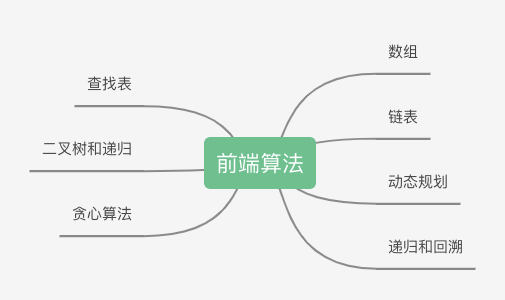 前端算法
数组
链表
动态规划
递归和回溯
查找表
二叉树和递归
贪心算法